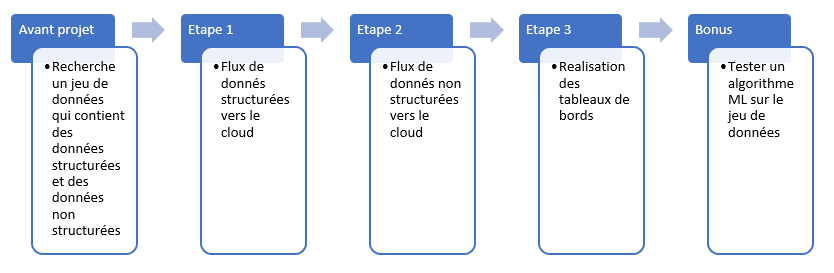 Avant projet
•Recherche
un jeu de
données
qui contient
des
données
structurées
et des
données
non
structurées
Etape 1
•Flux de
donnés
structurées
vers le
cloud
Etape 2
•Flux de
donnés non
structurées
vers le
cloud
Etape 3
•Realisation
des
tableaux de
bords
Bonus
•Tester un
algorithme
ML sur le
jeu de
données